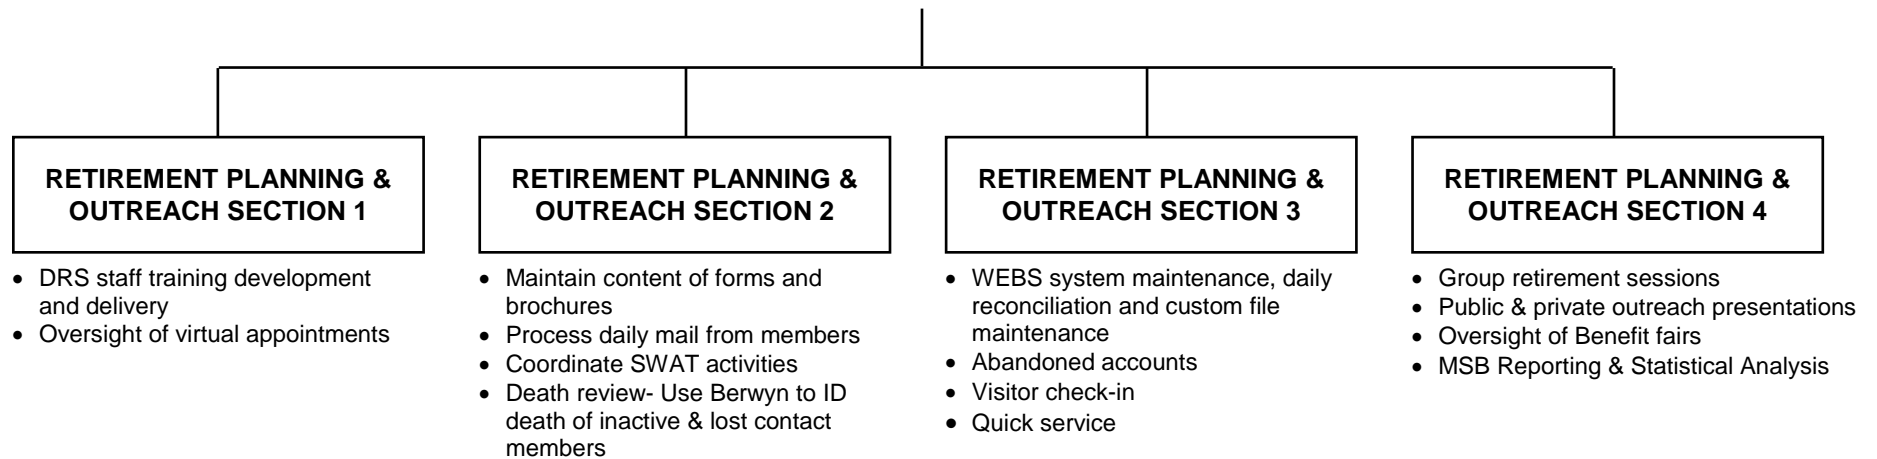 RETIREMENT PLANNING &
OUTREACH SECTION 1
• DRS staff training development
and delivery
• Oversight of virtual appointments
RETIREMENT PLANNING &
OUTREACH SECTION 2
• Maintain content of forms and
brochures
• Process daily mail from members
• Coordinate SWAT activities
• Death review- Use Berwyn to ID
death of inactive & lost contact
members
RETIREMENT PLANNING &
OUTREACH SECTION 3
• WEBS system maintenance, daily
reconciliation and custom file
maintenance
• Abandoned accounts
• Visitor check-in
• Quick service
RETIREMENT PLANNING &
OUTREACH SECTION 4
• Group retirement sessions
• Public & private outreach presentations
• Oversight of Benefit fairs
• MSB Reporting & Statistical Analysis